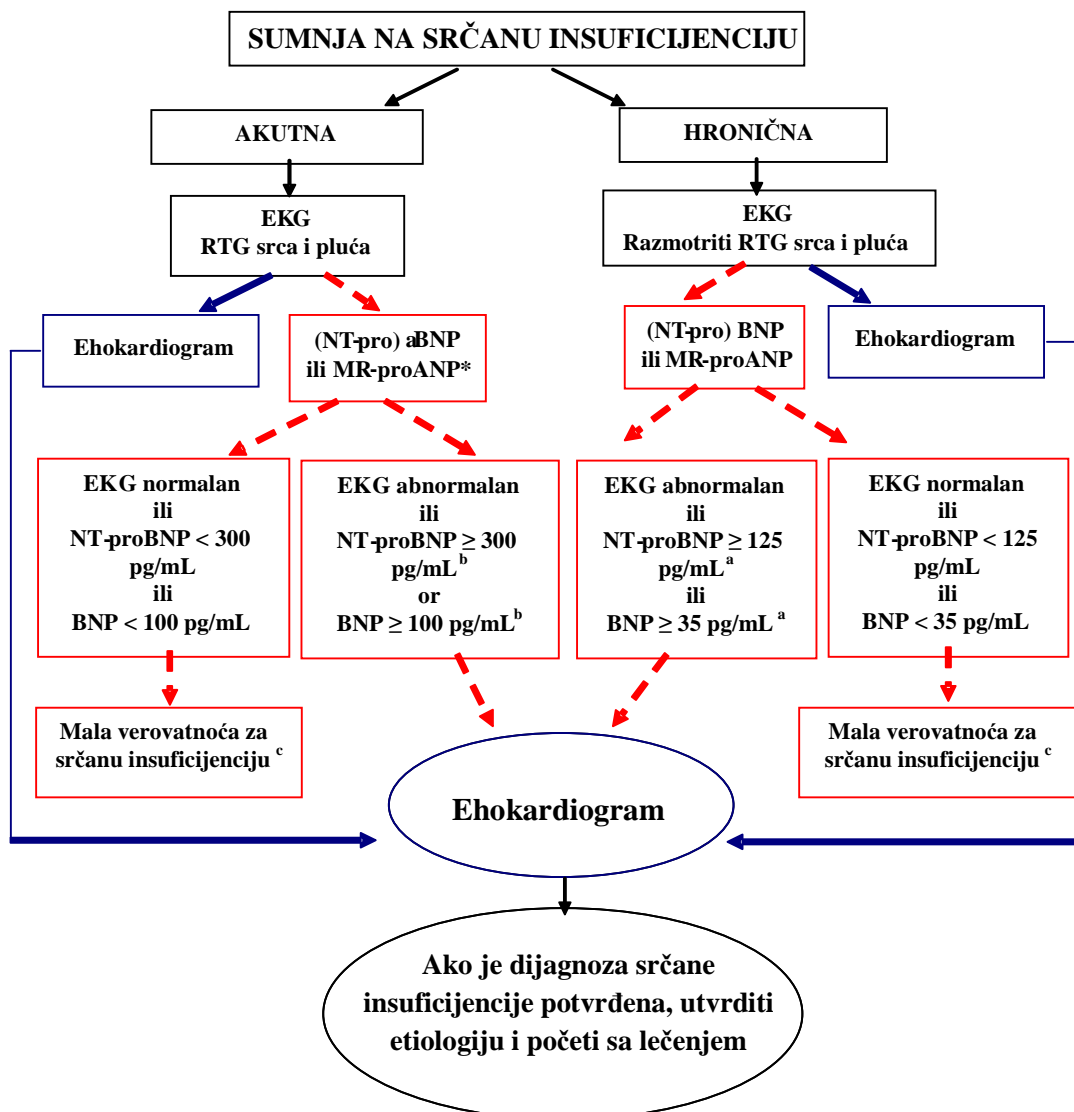 SUMNJA NA SRČANU INSUFICIJENCIJU
AKUTNA
HRONIČNA
EKG
RTG srca i pluća
EKG
Razmotriti RTG srca i pluća
Ehokardiogram
(NT-pro) aBNP
ili MR-proANP*
(NT-pro) BNP
ili MR-proANP
Ehokardiogram
EKG normalan
ili
NT-proBNP < 300
pg/mL
ili
BNP < 100 pg/mL
EKG abnormalan
ili
NT-proBNP ≥ 300
pg/mL b
or
BNP ≥ 100 pg/mL b
EKG abnormalan
ili
NT-proBNP ≥ 125
pg/mL a
ili
BNP ≥ 35 pg/mL a
EKG normalan
ili
NT-proBNP < 125
pg/mL
ili
BNP < 35 pg/mL
Mala verovatnoća za
srčanu insuficijenciju c
Mala verovatnoća za
srčanu insuficijenciju c
Ehokardiogram
Ako je dijagnoza srčane
insuficijencije potvrđena, utvrditi
etiologiju i početi sa lečenjem